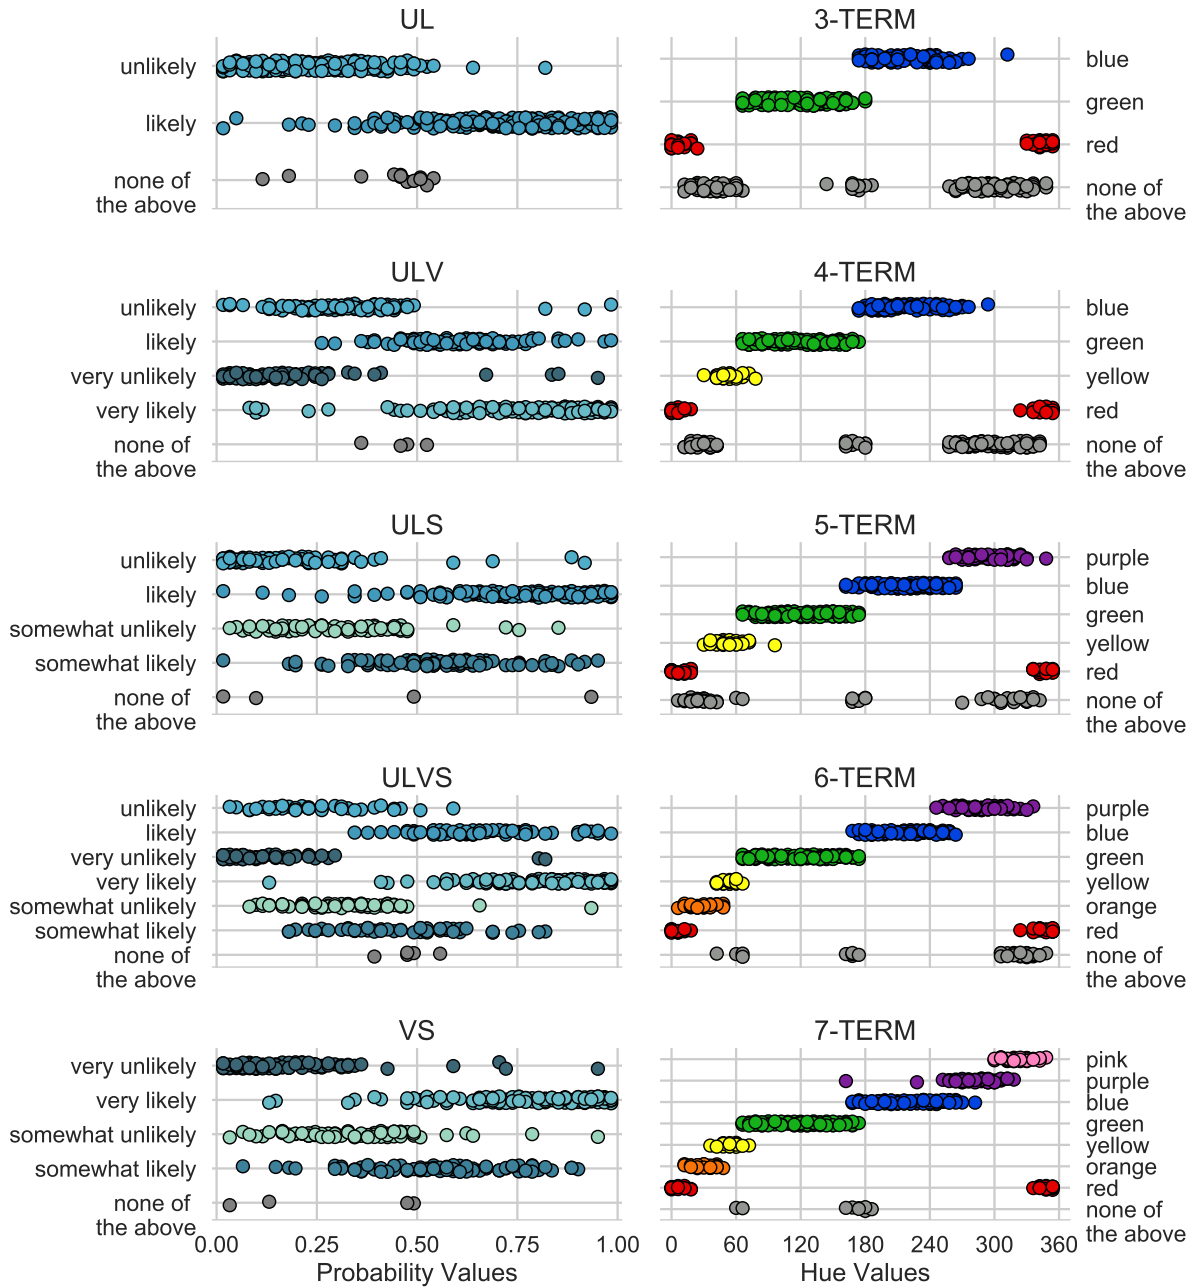 UL
unlikely
likely
none of
the above
3-TERM
blue
green
red
none of
the above
ULV
unlikely
likely
very unlikely
very likely
none of
the above
4-TERM
blue
green
yellow
red
none of
the above
ULS
unlikely
likely
somewhat unlikely
somewhat likely
none of
the above
5-TERM
purple
blue
green
yellow
red
none of
the above
ULVS
unlikely
likely
very unlikely
very likely
somewhat unlikely
somewhat likely
none of
the above
6-TERM
purple
blue
green
yellow
orange
red
none of
the above
VS
very unlikely
very likely
somewhat unlikely
somewhat likely
none of
the above
0.00 0.25 0.50 0.75 1.00
Probability Values
7-TERM
pink
purple
blue
green
yellow
orange
red
none of
the above
0 60 120 180 240 300 360
Hue Values